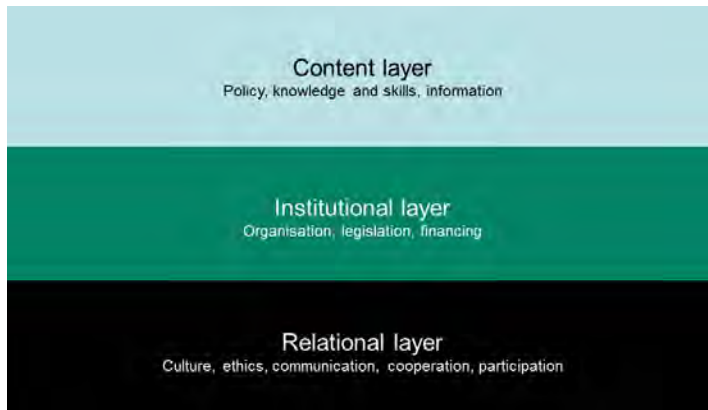 Content layer
Policy, knowledge and skills, information
Institutional layer
Organisation, legislation, financing
Relational layer
Culture, ethics, communication, cooperation, participation